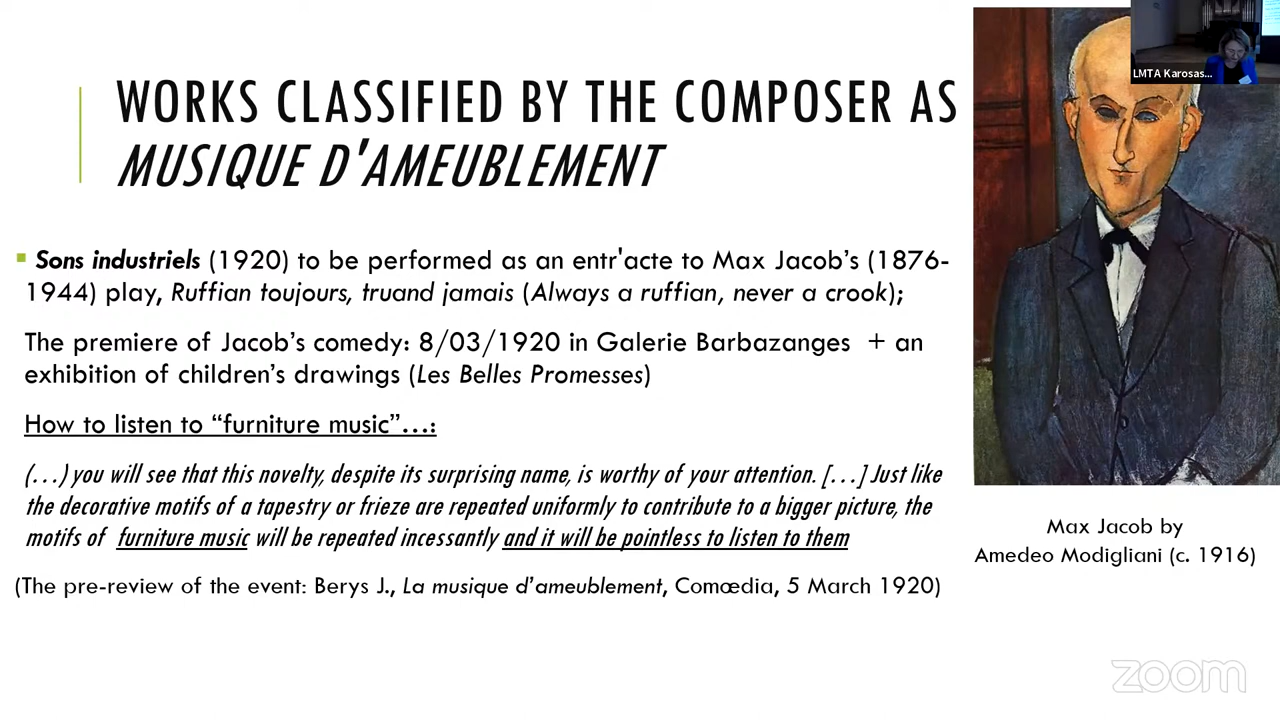 WORKS CLASSIFIED BY THE COMPOSER AS
MUSIQUE D'AMEUBLEMENT
Sons industriels (1920) to be performed as an entr'acte to Max Jacob's (1876-
1944) play, Ruffian toujours, truand jamais (Always a ruffian, never a crook);
The premiere of Jacob's comedy: 8/03/1920 in Galerie Barbazanges + an
exhibition of children's drawings (Les Belles Promesses)
How to listen to “furniture music”…:
(…) you will see that this novelty, despite its surprising name, is worthy of your attention. […] Just like
the decorative motifs of a tapestry or frieze are repeated uniformly to contribute to a bigger picture, the
motifs of furniture music will be repeated incessantly and it will be pointless to listen to them
(The pre-review of the event: Berys J., La musique d'ameublement, Comœdia, 5 March 1920)
LMTA Karosas...
Max Jacob by
Amedeo Modigliani (c. 1916)
zoom